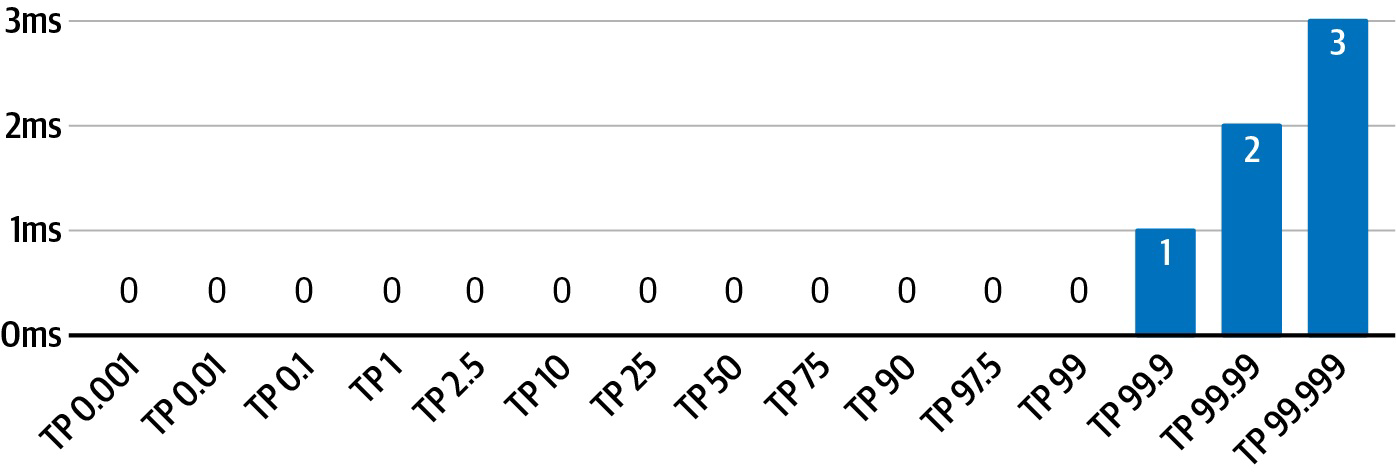 3ms
3
2ms
2
1ms
1
0 0 0 0 0 0 0 0 0 0 0 0
0ms
TP 0.001
TP 0.01
TP 0.1
TP 1
TP 2.5
TP 10
TP 25
TP 50
TP 75
TP 90
TP 97.5
TP 99
TP 99.9
TP 99.99
TP 99.999